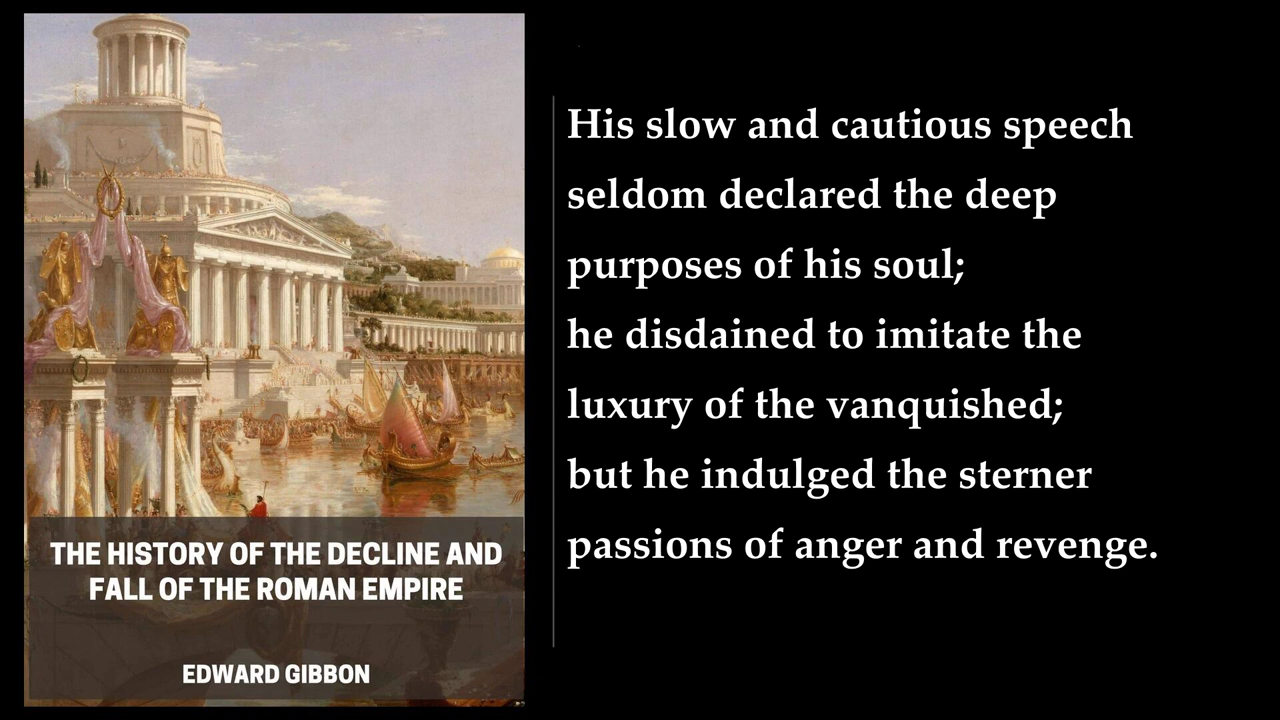 THE HISTORY OF THE DECLINE AND
FALL OF THE ROMAN EMPIRE
EDWARD GIBBON
His slow and cautious speech
seldom declared the deep
purposes of his soul;
he disdained to imitate the
luxury of the vanquished;
but he indulged the sterner
passions of anger and revenge.